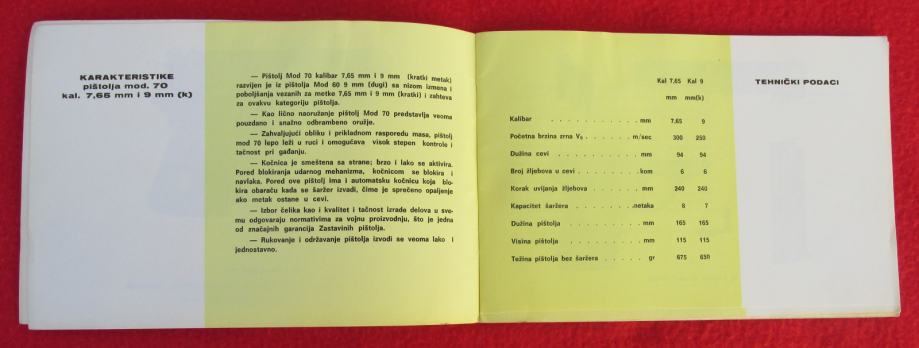 KARAKTERISTIKE
pištolja mod. 70
kal. 7,65 mm i 9 mm (k)
— Pištolj Mod 70 kalibar 7,65 mm i 9 mm (kratki metak)
razvijen je iz pištolja Mod 60 9 mm (dugi) sa nizom izmena i
poboljšanja vezanih za metke 7,65 mm i 9 mm (kratki) i zahteva
za ovakvu kategoriju pištolja.
— Kao lično naoružanje pištolj Mod 70 predstavlja veoma
pouzdano i snažno odbrambeno oružje.
— Zahvaljujući obliku i prikladnom rasporedu masa, pištolj
mod 70 lepo leži u ruci i omogućava visok stepen kontrole i
tačnost pri gađanju.
— Kočnica je smeštena sa strane; brzo i lako se aktivira.
Pored blokiranja udarnog mehanizma, kočnicom se blokira i
navlaka. Pored ove pištolj ima i automatsku kočnicu koja blo-
kira obaraču kada se šaržer izvadi, čime je sprečeno opaljenje
ako metak ostane u cevi.
— Izbor čelika kao i kvalitet i tačnost izrade delova u sve-
mu odgovaraju normativima za vojnu proizvodnju, što je jedna
od značajnih garancija Zastavinih pištolja.
— Rukovanje i održavanje pištolja izvodi se veoma lako i
jednostavno.
Kal 7,65 Kal 9
mm mm(k)
Kalibar . . . . . . . . . . . mm 7,65 9
Početna brzina zrna V₀ . . . . . . m/sec 300 250
Dužina cevi . . . . . . . . . . mm 94 94
Broj žljebova u cevi . . . . . . . kom 6 6
Korak uvijanja žljebova . . . . . . mm 240 240
Kapacitet šaržera . . . . . . . . metaka 8 7
Dužina pištolja . . . . . . . . . mm 165 165
Visina pištolja . . . . . . . . . mm 115 115
Težina pištolja bez šaržera . . . . . gr 675 650
TEHNIČKI PODACI